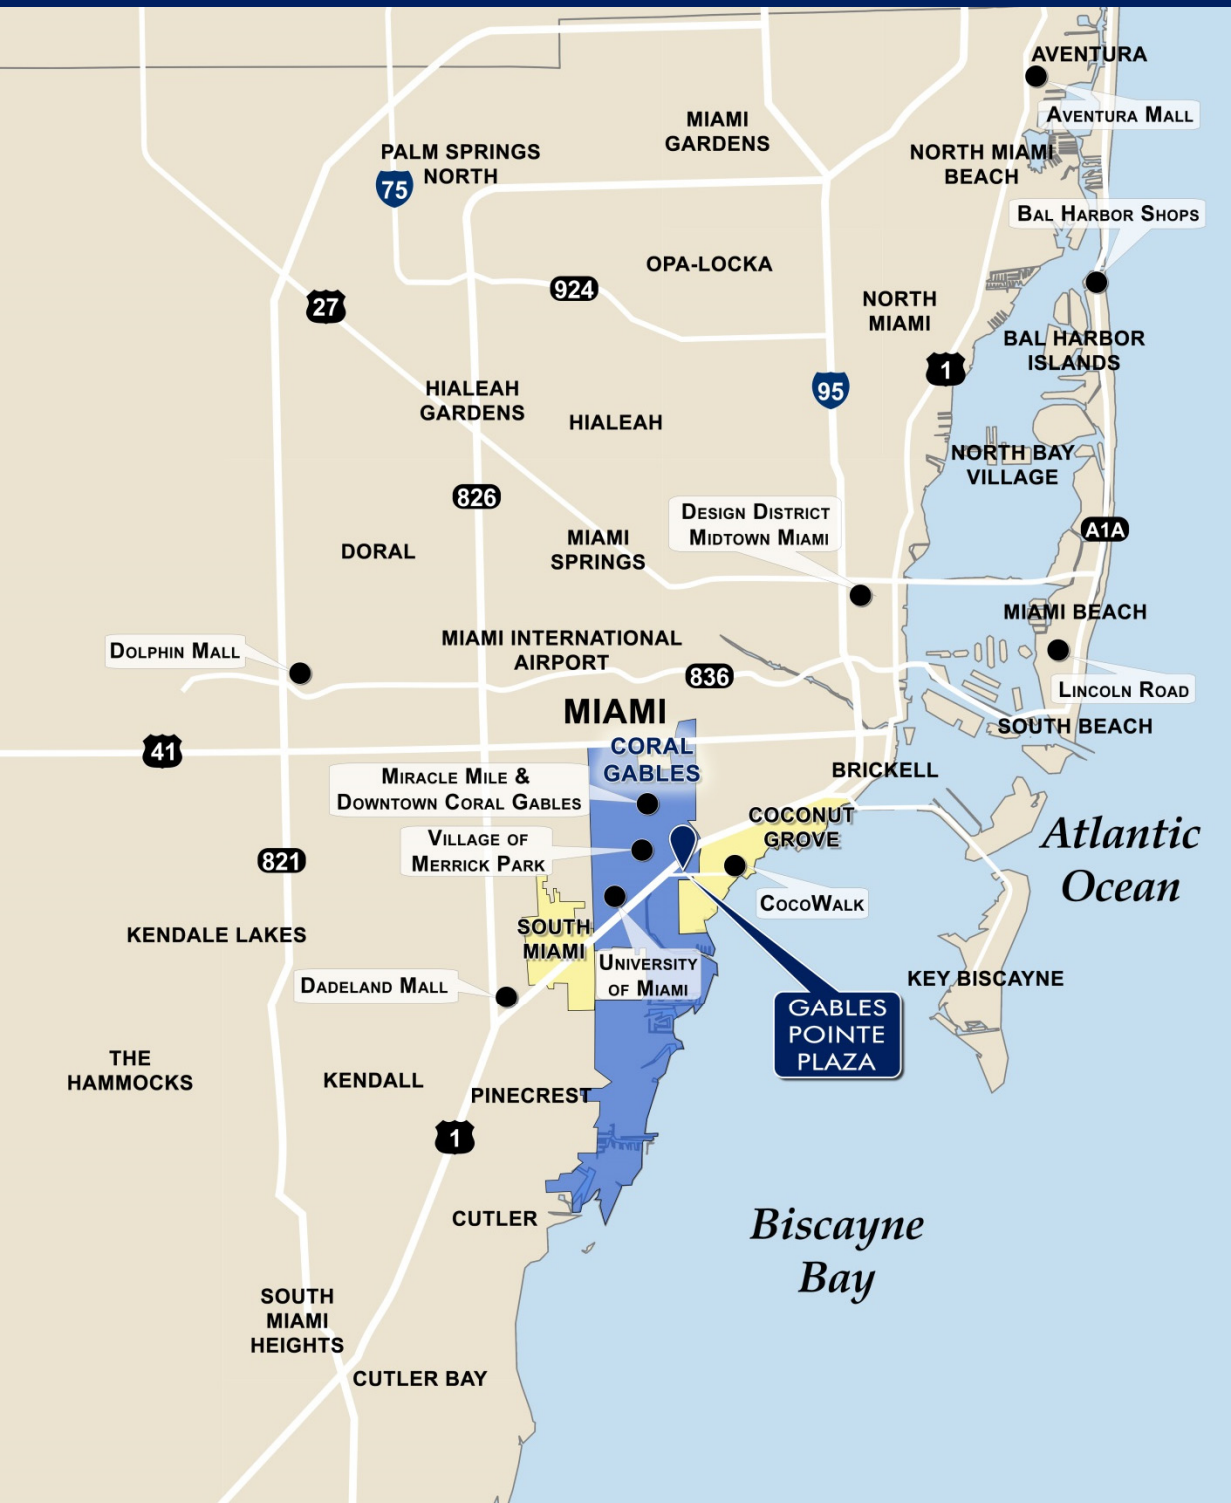 AVENTURA
AVENTURA MALL
MIAMI
GARDENS
PALM SPRINGS
NORTH
75
NORTH MIAMI
BEACH
BAL HARBOR SHOPS
OPA-LOCKA
924
27
NORTH
MIAMI
BAL HARBOR
ISLANDS
1
95
HIALEAH
GARDENS
HIALEAH
NORTH BAY
VILLAGE
826
DESIGN DISTRICT
MIDTOWN MIAMI
A1A
DORAL
MIAMI
SPRINGS
MIAMI BEACH
DOLPHIN MALL
MIAMI INTERNATIONAL
AIRPORT
836
LINCOLN ROAD
MIAMI
SOUTH BEACH
41
CORAL
GABLES
BRICKELL
MIRACLE MILE &
DOWNTOWN CORAL GABLES
COCONUT
GROVE
Atlantic
Ocean
VILLAGE OF
MERRICK PARK
821
COCOWALK
KENDALE LAKES
SOUTH
MIAMI
UNIVERSITY
OF MIAMI
DADELAND MALL
KEY BISCAYNE
GABLES
POINTE
PLAZA
THE
HAMMOCKS
KENDALL
PINECREST
1
CUTLER
Biscayne
Bay
SOUTH
MIAMI
HEIGHTS
CUTLER BAY